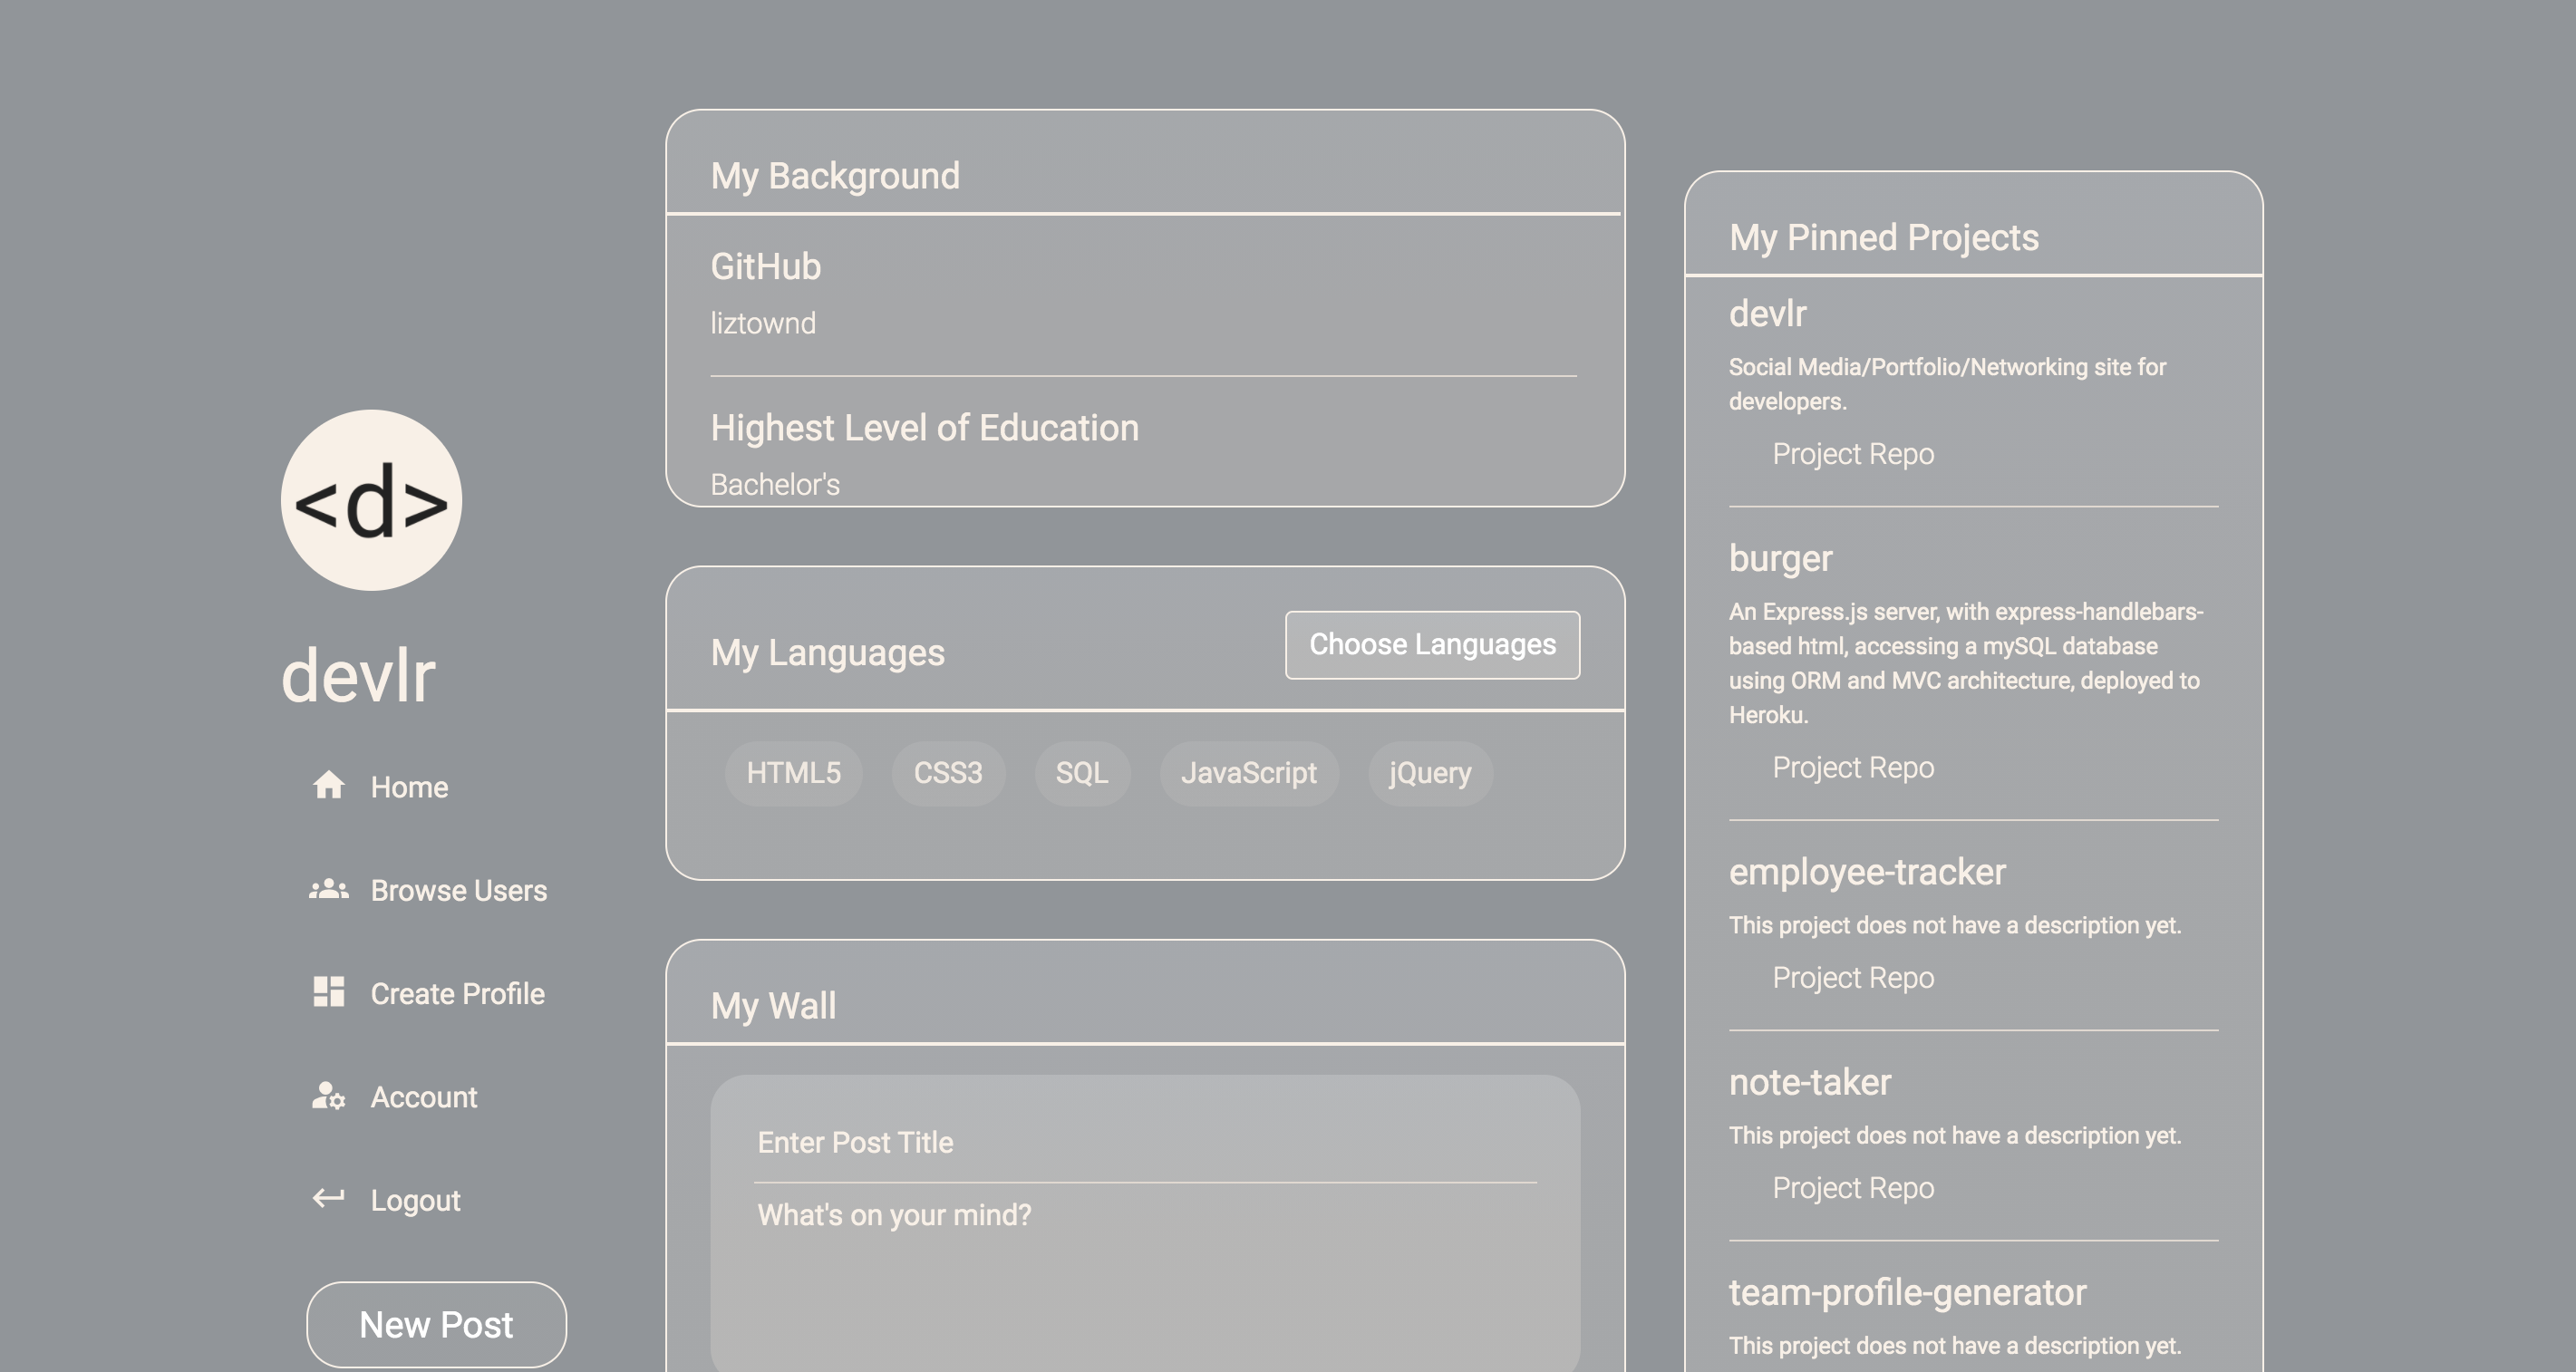 <d>
devlr
Home
Browse Users
Create Profile
Account
Logout
New Post
My Background
GitHub
liztownd
Highest Level of Education
Bachelor's
My Languages
Choose Languages
HTML5 CSS3 SQL JavaScript jQuery
My Wall
Enter Post Title
What's on your mind?
My Pinned Projects
devlr
Social Media/Portfolio/Networking site for
developers.
Project Repo
burger
An Express.js server, with express-handlebars-
based html, accessing a mySQL database
using ORM and MVC architecture, deployed to
Heroku.
Project Repo
employee-tracker
This project does not have a description yet.
Project Repo
note-taker
This project does not have a description yet.
Project Repo
team-profile-generator
This project does not have a description yet.